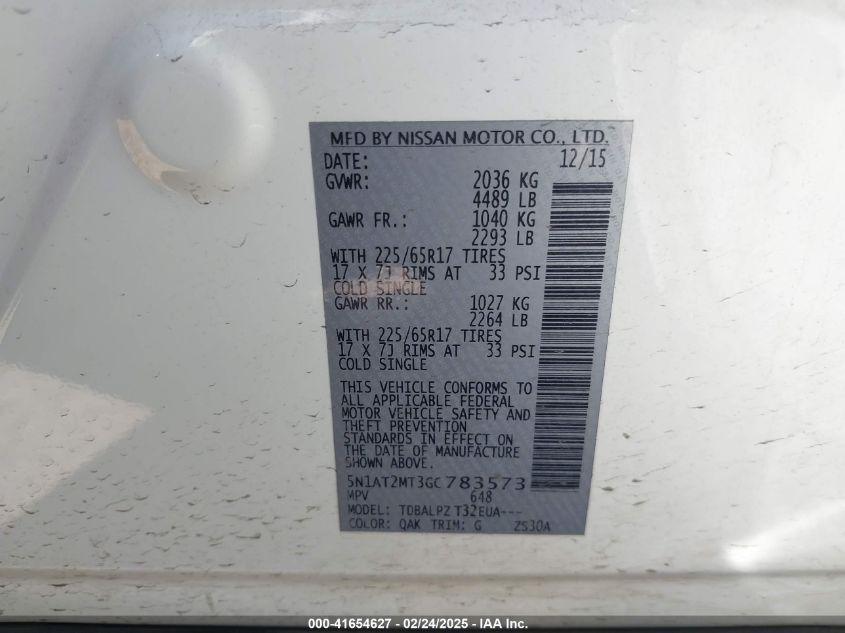 MFD BY NISSAN MOTOR CO., LTD.
DATE: 12/15
GVWR: 2036 KG
4489 LB
GAWR FR.: 1040 KG
2293 LB
WITH 225/65R17 TIRES
17 X 7J RIMS AT 33 PSI
COLD SINGLE
GAWR RR.: 1027 KG
2264 LB
WITH 225/65R17 TIRES
17 X 7J RIMS AT 33 PSI
COLD SINGLE
THIS VEHICLE CONFORMS TO
ALL APPLICABLE FEDERAL
MOTOR VEHICLE SAFETY AND
THEFT PREVENTION
STANDARDS IN EFFECT ON
THE DATE OF MANUFACTURE
SHOWN ABOVE.
5N1AT2MT3GC783573
MPV 648
MODEL: TDBALPZ T32EUA---
COLOR: QAK TRIM: G ZS30A
000-41654627 - 02/24/2025 - IAA Inc.